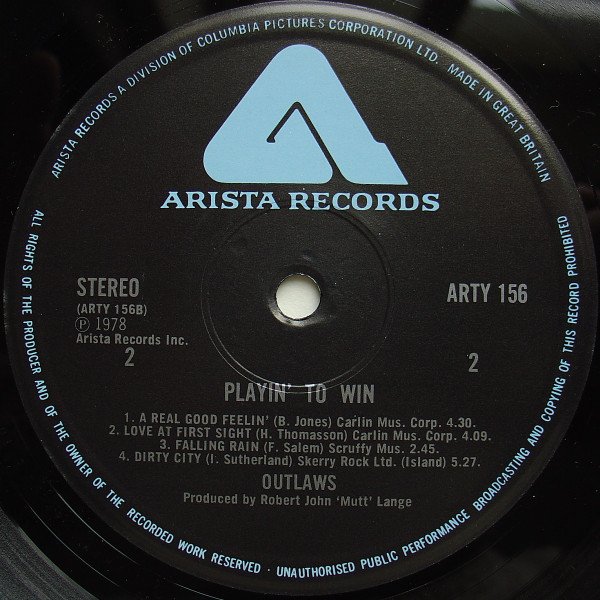 ARISTA RECORDS A DIVISION OF COLUMBIA PICTURES CORPORATION LTD. MADE IN GREAT BRITAIN
ARISTA RECORDS
STEREO
(ARTY 156B)
Ⓟ 1978
Arista Records Inc.
2
ARTY 156
2
PLAYIN' TO WIN
1. A REAL GOOD FEELIN' (B. Jones) Carlin Mus. Corp. 4.30.
2. LOVE AT FIRST SIGHT (H. Thomasson) Carlin Mus. Corp. 4.09.
3. FALLING RAIN (F. Salem) Scruffy Mus. 2.45.
4. DIRTY CITY (I. Sutherland) Skerry Rock Ltd. (Island) 5.27.
OUTLAWS
Produced by Robert John 'Mutt' Lange
ALL RIGHTS OF THE PRODUCER AND OF THE OWNER OF THE RECORDED WORK RESERVED · UNAUTHORISED PUBLIC PERFORMANCE BROADCASTING AND COPYING OF THIS RECORD PROHIBITED